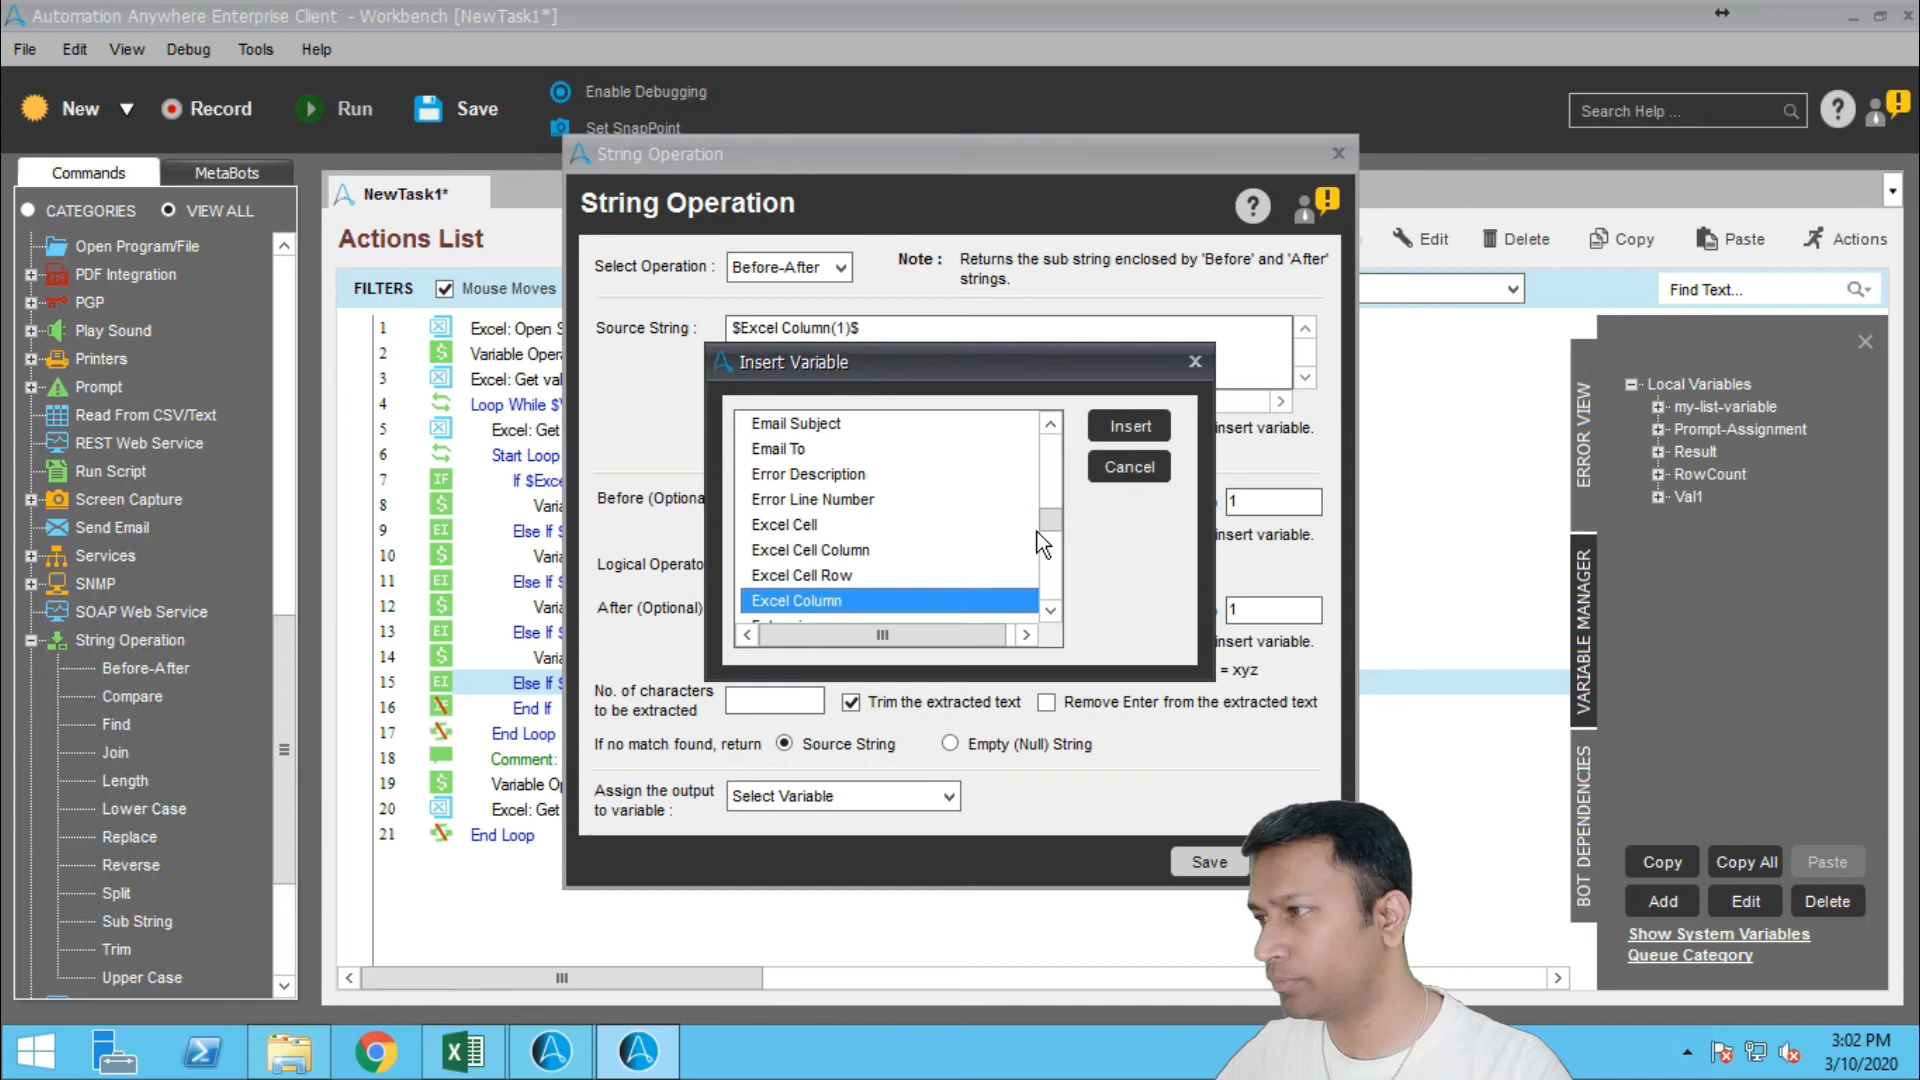 Automation Anywhere Enterprise Client - Workbench [NewTask1*]
File Edit View Debug Tools Help
New Record Run Save
Enable Debugging
Set SnapPoint
Search Help ...
Commands MetaBots
CATEGORIES VIEW ALL
Open Program/File
PDF Integration
PGP
Play Sound
Printers
Prompt
Read From CSV/Text
REST Web Service
Run Script
Screen Capture
Send Email
Services
SNMP
SOAP Web Service
String Operation
Before-After
Compare
Find
Join
Length
Lower Case
Replace
Reverse
Split
Sub String
Trim
Upper Case
NewTask1*
Actions List
Edit Delete Copy Paste Actions
FILTERS Mouse Moves
Find Text...
1 Excel: Open S
2 Variable Oper
3 Excel: Get val
4 Loop While $V
5 Excel: Get
6 Start Loop
7 If $Exce
8 Varia
9 Else If $
10 Varia
11 Else If $
12 Varia
13 Else If $
14 Varia
15 Else If $
16 End If
17 End Loop
18 Comment:
19 Variable Op
20 Excel: Get
21 End Loop
String Operation
String Operation
Select Operation : Before-After
Note : Returns the sub string enclosed by 'Before' and 'After'
strings.
Source String : $Excel Column(1)$
insert variable.
Before (Optiona 1
insert variable.
Logical Operato
After (Optional) 1
insert variable.
= xyz
No. of characters
to be extracted
Trim the extracted text Remove Enter from the extracted text
If no match found, return Source String Empty (Null) String
Assign the output
to variable : Select Variable
Save
Insert Variable
Email Subject
Email To
Error Description
Error Line Number
Excel Cell
Excel Cell Column
Excel Cell Row
Excel Column
Insert
Cancel
ERROR VIEW
VARIABLE MANAGER
BOT DEPENDENCIES
Local Variables
my-list-variable
Prompt-Assignment
Result
RowCount
Val1
Copy Copy All Paste
Add Edit Delete
Show System Variables
Queue Category
3:02 PM
3/10/2020